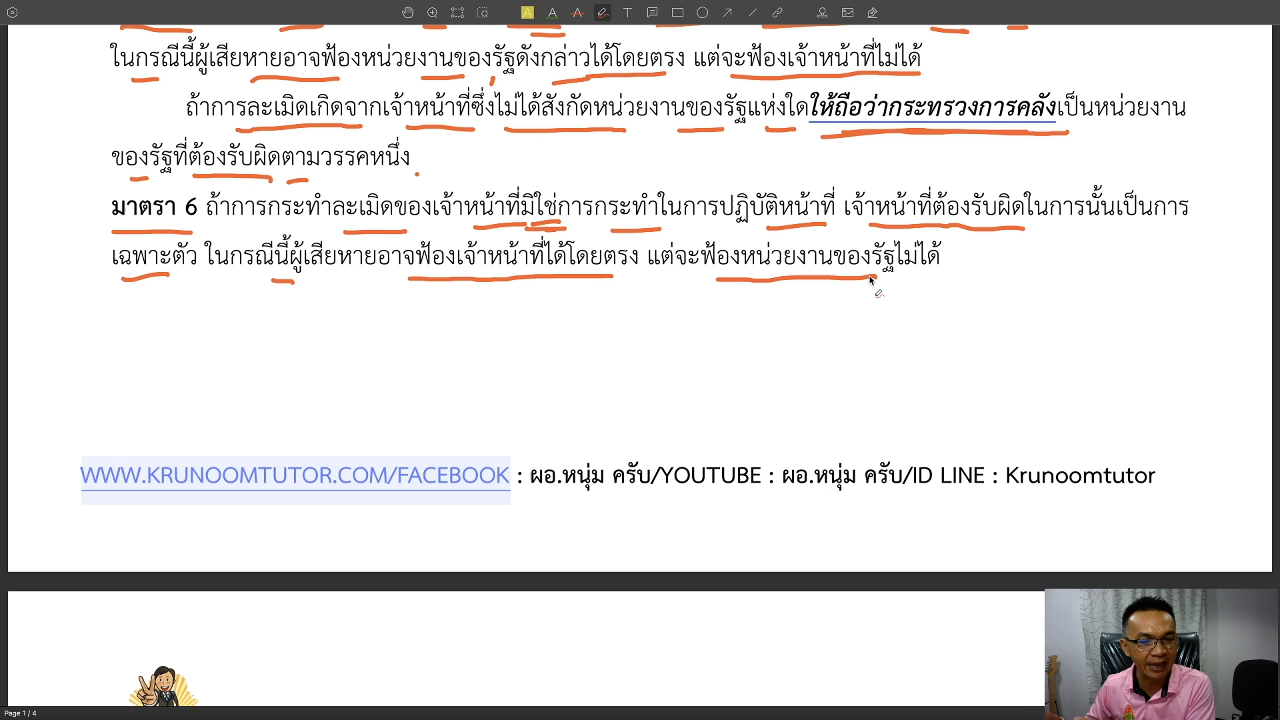 ในกรณีนี้ผู้เสียหายอาจฟ้องหน่วยงานของรัฐดังกล่าวได้โดยตรง แต่จะฟ้องเจ้าหน้าที่ไม่ได้
ถ้าการละเมิดเกิดจากเจ้าหน้าที่ซึ่งไม่ได้สังกัดหน่วยงานของรัฐแห่งใดให้ถือว่ากระทรวงการคลังเป็นหน่วยงาน
ของรัฐที่ต้องรับผิดตามวรรคหนึ่ง
มาตรา 6 ถ้าการกระทำละเมิดของเจ้าหน้าที่มิใช่การกระทำในการปฏิบัติหน้าที่ เจ้าหน้าที่ต้องรับผิดในการนั้นเป็นการ
เฉพาะตัว ในกรณีนี้ผู้เสียหายอาจฟ้องเจ้าหน้าที่ได้โดยตรง แต่จะฟ้องหน่วยงานของรัฐไม่ได้
WWW.KRUNOOMTUTOR.COM/FACEBOOK : ผอ.หนุ่ม ครับ/YOUTUBE : ผอ.หนุ่ม ครับ/ID LINE : Krunoomtutor
Page 1 / 4